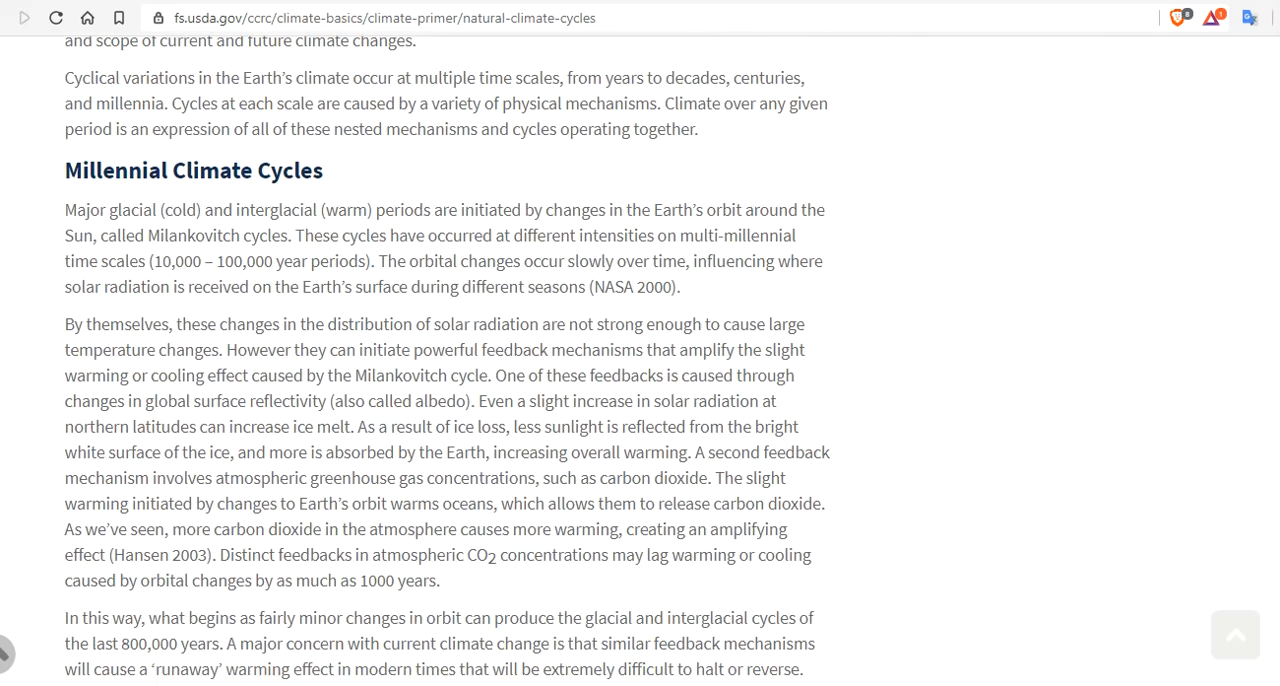 fs.usda.gov/ccrc/climate-basics/climate-primer/natural-climate-cycles
8
1
G
and scope of current and future climate changes.
Cyclical variations in the Earth’s climate occur at multiple time scales, from years to decades, centuries,
and millennia. Cycles at each scale are caused by a variety of physical mechanisms. Climate over any given
period is an expression of all of these nested mechanisms and cycles operating together.
Millennial Climate Cycles
Major glacial (cold) and interglacial (warm) periods are initiated by changes in the Earth’s orbit around the
Sun, called Milankovitch cycles. These cycles have occurred at different intensities on multi-millennial
time scales (10,000 – 100,000 year periods). The orbital changes occur slowly over time, influencing where
solar radiation is received on the Earth’s surface during different seasons (NASA 2000).
By themselves, these changes in the distribution of solar radiation are not strong enough to cause large
temperature changes. However they can initiate powerful feedback mechanisms that amplify the slight
warming or cooling effect caused by the Milankovitch cycle. One of these feedbacks is caused through
changes in global surface reflectivity (also called albedo). Even a slight increase in solar radiation at
northern latitudes can increase ice melt. As a result of ice loss, less sunlight is reflected from the bright
white surface of the ice, and more is absorbed by the Earth, increasing overall warming. A second feedback
mechanism involves atmospheric greenhouse gas concentrations, such as carbon dioxide. The slight
warming initiated by changes to Earth’s orbit warms oceans, which allows them to release carbon dioxide.
As we’ve seen, more carbon dioxide in the atmosphere causes more warming, creating an amplifying
effect (Hansen 2003). Distinct feedbacks in atmospheric CO2 concentrations may lag warming or cooling
caused by orbital changes by as much as 1000 years.
In this way, what begins as fairly minor changes in orbit can produce the glacial and interglacial cycles of
the last 800,000 years. A major concern with current climate change is that similar feedback mechanisms
will cause a ‘runaway’ warming effect in modern times that will be extremely difficult to halt or reverse.